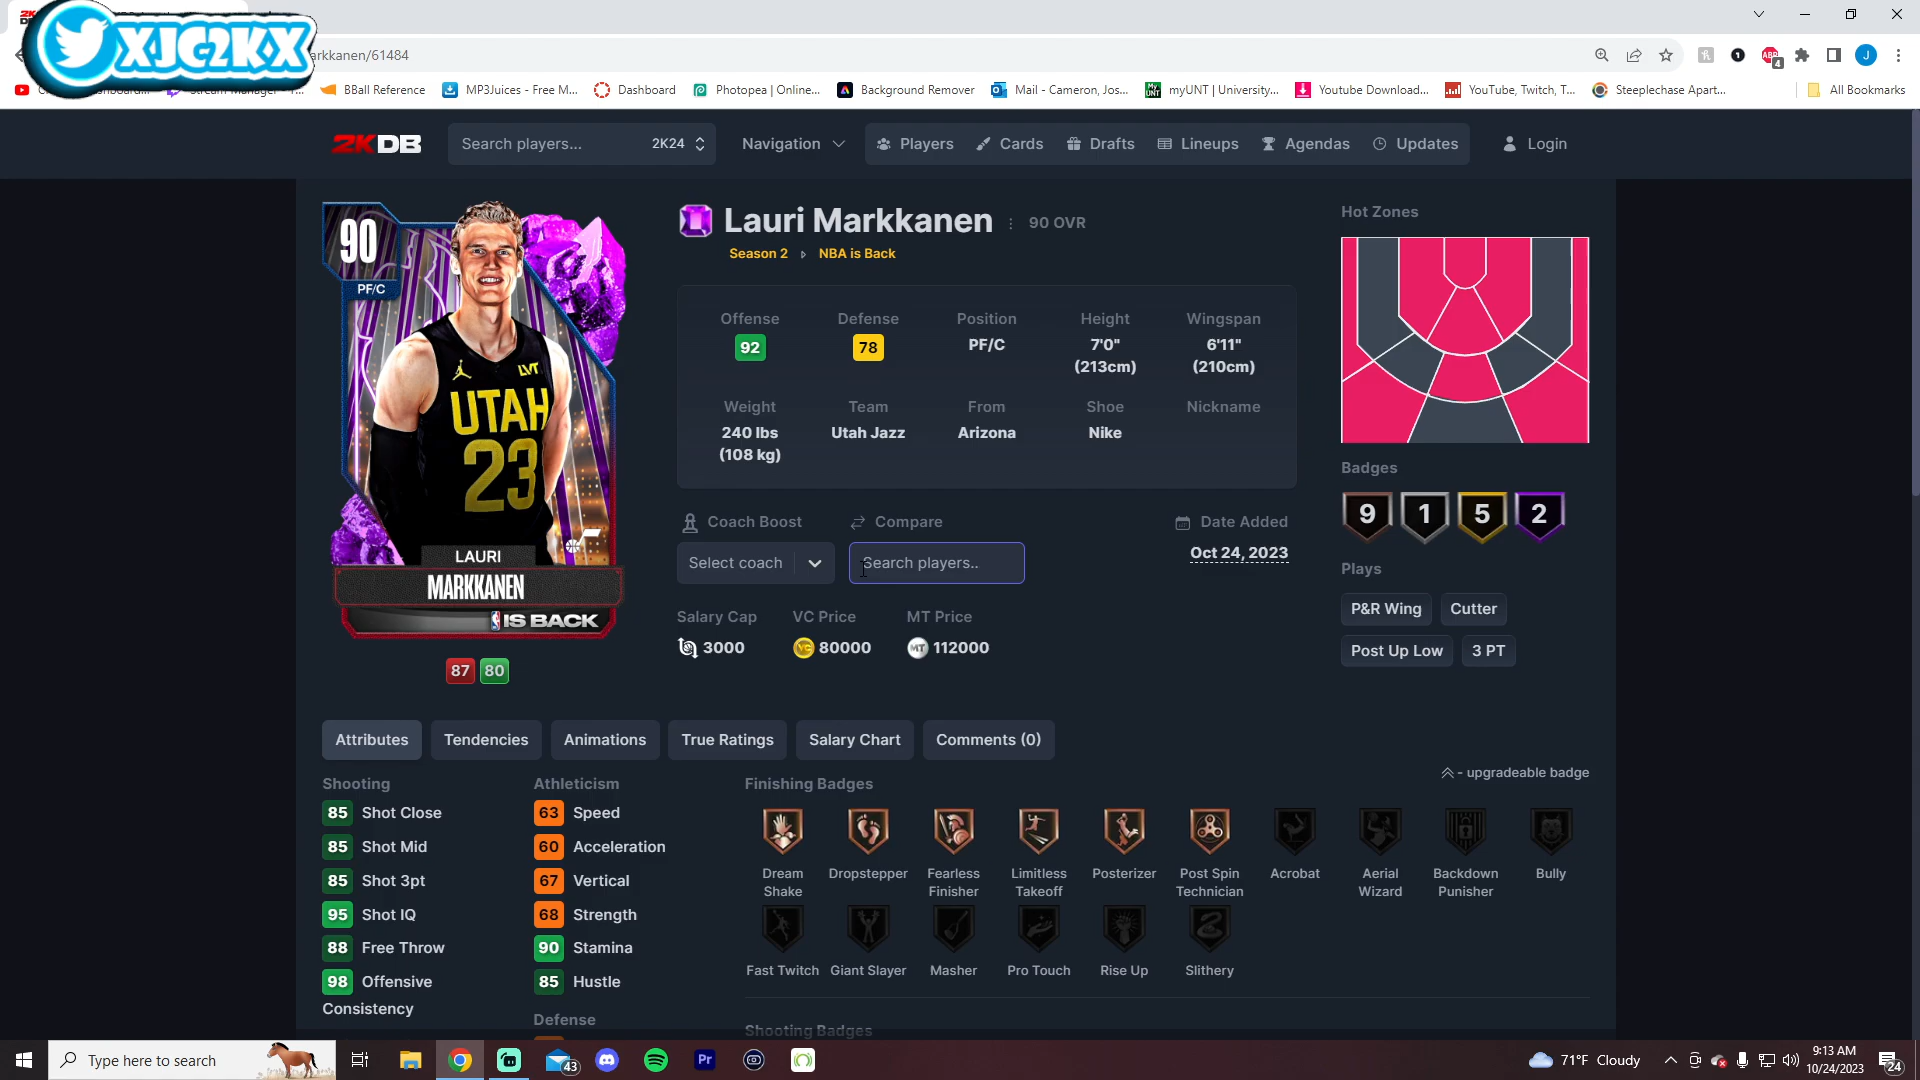 XJC2KX
arkkanen/61484
BBall Reference
MP3Juices - Free M...
Dashboard
Photopea | Online...
Background Remover
Mail - Cameron, Jos...
myUNT | University...
Youtube Download...
YouTube, Twitch, T...
Steeplechase Apart...
All Bookmarks
2KDB
Search players...
2K24
Navigation
Players
Cards
Drafts
Lineups
Agendas
Updates
Login
90
PF/C
UTAH
23
LAURI
MARKKANEN
IS BACK
87 80
Lauri Markkanen
90 OVR
Season 2
NBA is Back
Offense Defense Position Height Wingspan
92 78 PF/C 7'0" 6'11"
(213cm) (210cm)
Weight Team From Shoe Nickname
240 lbs Utah Jazz Arizona Nike
(108 kg)
Coach Boost Compare Date Added
Select coach Search players.. Oct 24, 2023
Salary Cap VC Price MT Price
3000 80000 112000
Hot Zones
Badges
9 1 5 2
Plays
P&R Wing Cutter
Post Up Low 3 PT
Attributes Tendencies Animations True Ratings Salary Chart Comments (0)
- upgradeable badge
Shooting
85 Shot Close
85 Shot Mid
85 Shot 3pt
95 Shot IQ
88 Free Throw
98 Offensive
Consistency
Athleticism
63 Speed
60 Acceleration
67 Vertical
68 Strength
90 Stamina
85 Hustle
Defense
Finishing Badges
Dream Shake
Dropstepper
Fearless Finisher
Limitless Takeoff
Posterizer
Post Spin Technician
Acrobat
Aerial Wizard
Backdown Punisher
Bully
Fast Twitch
Giant Slayer
Masher
Pro Touch
Rise Up
Slithery
Shooting Badges
Type here to search
43
71°F Cloudy
9:13 AM
10/24/2023
24